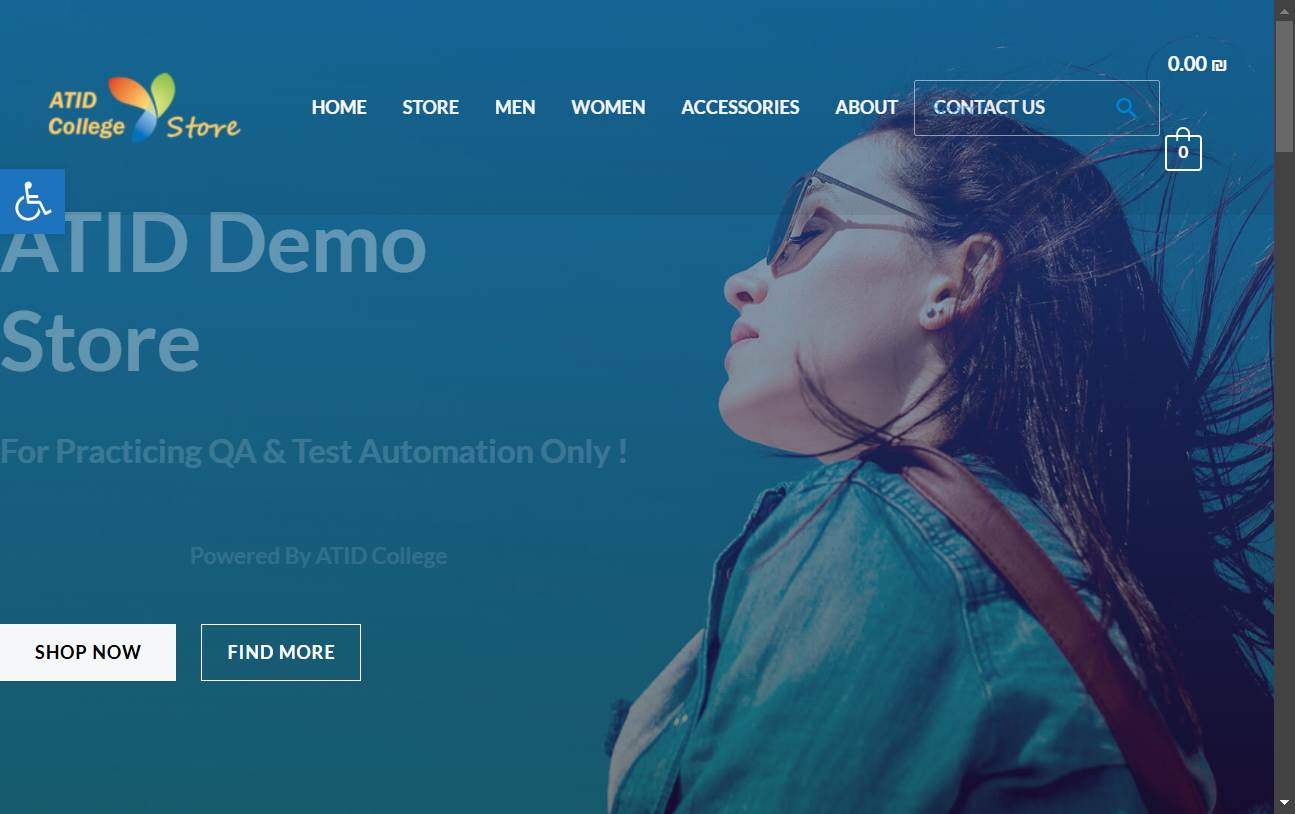 ATID
College Store
HOME STORE MEN WOMEN ACCESSORIES ABOUT CONTACT US
0.00 ₪
0
ATID Demo
Store
For Practicing QA & Test Automation Only !
Powered By ATID College
SHOP NOW FIND MORE